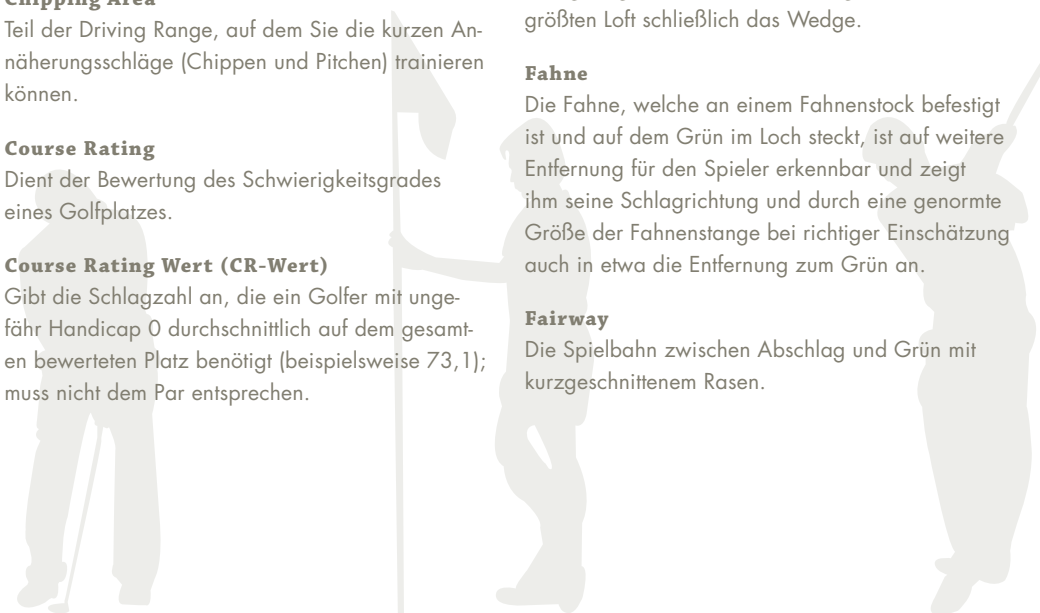 Chipping Area
Teil der Driving Range, auf dem Sie die kurzen An-
näherungsschläge (Chippen und Pitchen) trainieren
können.
Course Rating
Dient der Bewertung des Schwierigkeitsgrades
eines Golfplatzes.
Course Rating Wert (CR-Wert)
Gibt die Schlagzahl an, die ein Golfer mit unge-
fähr Handicap 0 durchschnittlich auf dem gesamt-
en bewerteten Platz benötigt (beispielsweise 73,1);
muss nicht dem Par entsprechen.
größten Loft schließlich das Wedge.
Fahne
Die Fahne, welche an einem Fahnenstock befestigt
ist und auf dem Grün im Loch steckt, ist auf weitere
Entfernung für den Spieler erkennbar und zeigt
ihm seine Schlagrichtung und durch eine genormte
Größe der Fahnenstange bei richtiger Einschätzung
auch in etwa die Entfernung zum Grün an.
Fairway
Die Spielbahn zwischen Abschlag und Grün mit
kurzgeschnittenem Rasen.